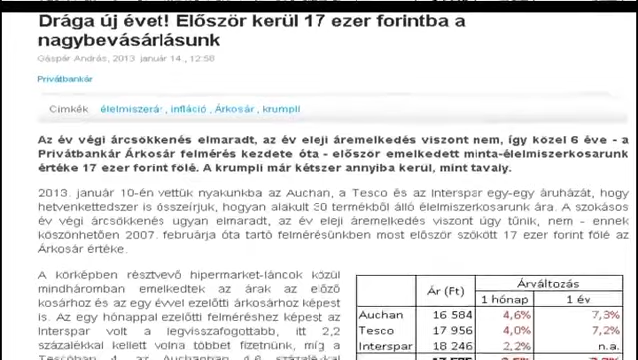 Drága új évet! Először kerül 17 ezer forintba a
nagybevásárlásunk
Gáspár András, 2013. január 14., 12:58
Privátbankár
Címkék élelmiszerár , infláció , Árkosár , krumpli
Az év végi árcsökkenés elmaradt, az év eleji áremelkedés viszont nem, így közel 6 éve - a
Privátbankár Árkosár felmérés kezdete óta - először emelkedett minta-élelmiszerkosarunk
értéke 17 ezer forint fölé. A krumpli már kétszer annyiba kerül, mint tavaly.
2013. január 10-én vettük nyakunkba az Auchan, a Tesco és az Interspar egy-egy áruházát, hogy
hetvenkettedszer is összeírjuk, hogyan alakult 30 termékből álló élelmiszerkosarunk ára. A szokásos
év végi árcsökkenés ugyan elmaradt, az év eleji áremelkedés viszont úgy tűnik, nem - ennek
köszönhetően 2007. februárja óta tartó felmérésünkben most először szökött 17 ezer forint fölé az
Árkosár értéke.
A körképben résztvevő hipermarket-láncok közül
mindháromban emelkedtek az árak az előző
kosárhoz és az egy évvel ezelőtti árkosárhoz képest
is. Az egy hónappal ezelőtti felméréshez képest az
Interspar volt a legvisszafogottabb, itt 2,2
százalékkal kellett volna többet fizetnünk, míg a
Tescóban 4, az Auchanban 4,6 százalékkal
Ár (Ft) Árváltozás
1 hónap 1 év
Auchan 16 584 4,6% 7,3%
Tesco 17 956 4,0% 7,2%
Interspar 18 246 2,2% n.a.